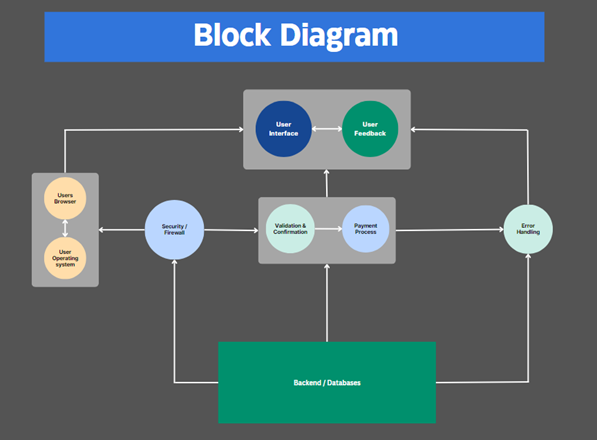 Block Diagram
User
Interface
User
Feedback
Users
Browser
User
Operating
system
Security /
Firewall
Validation &
Confirmation
Payment
Process
Error
Handling
Backend / Databases